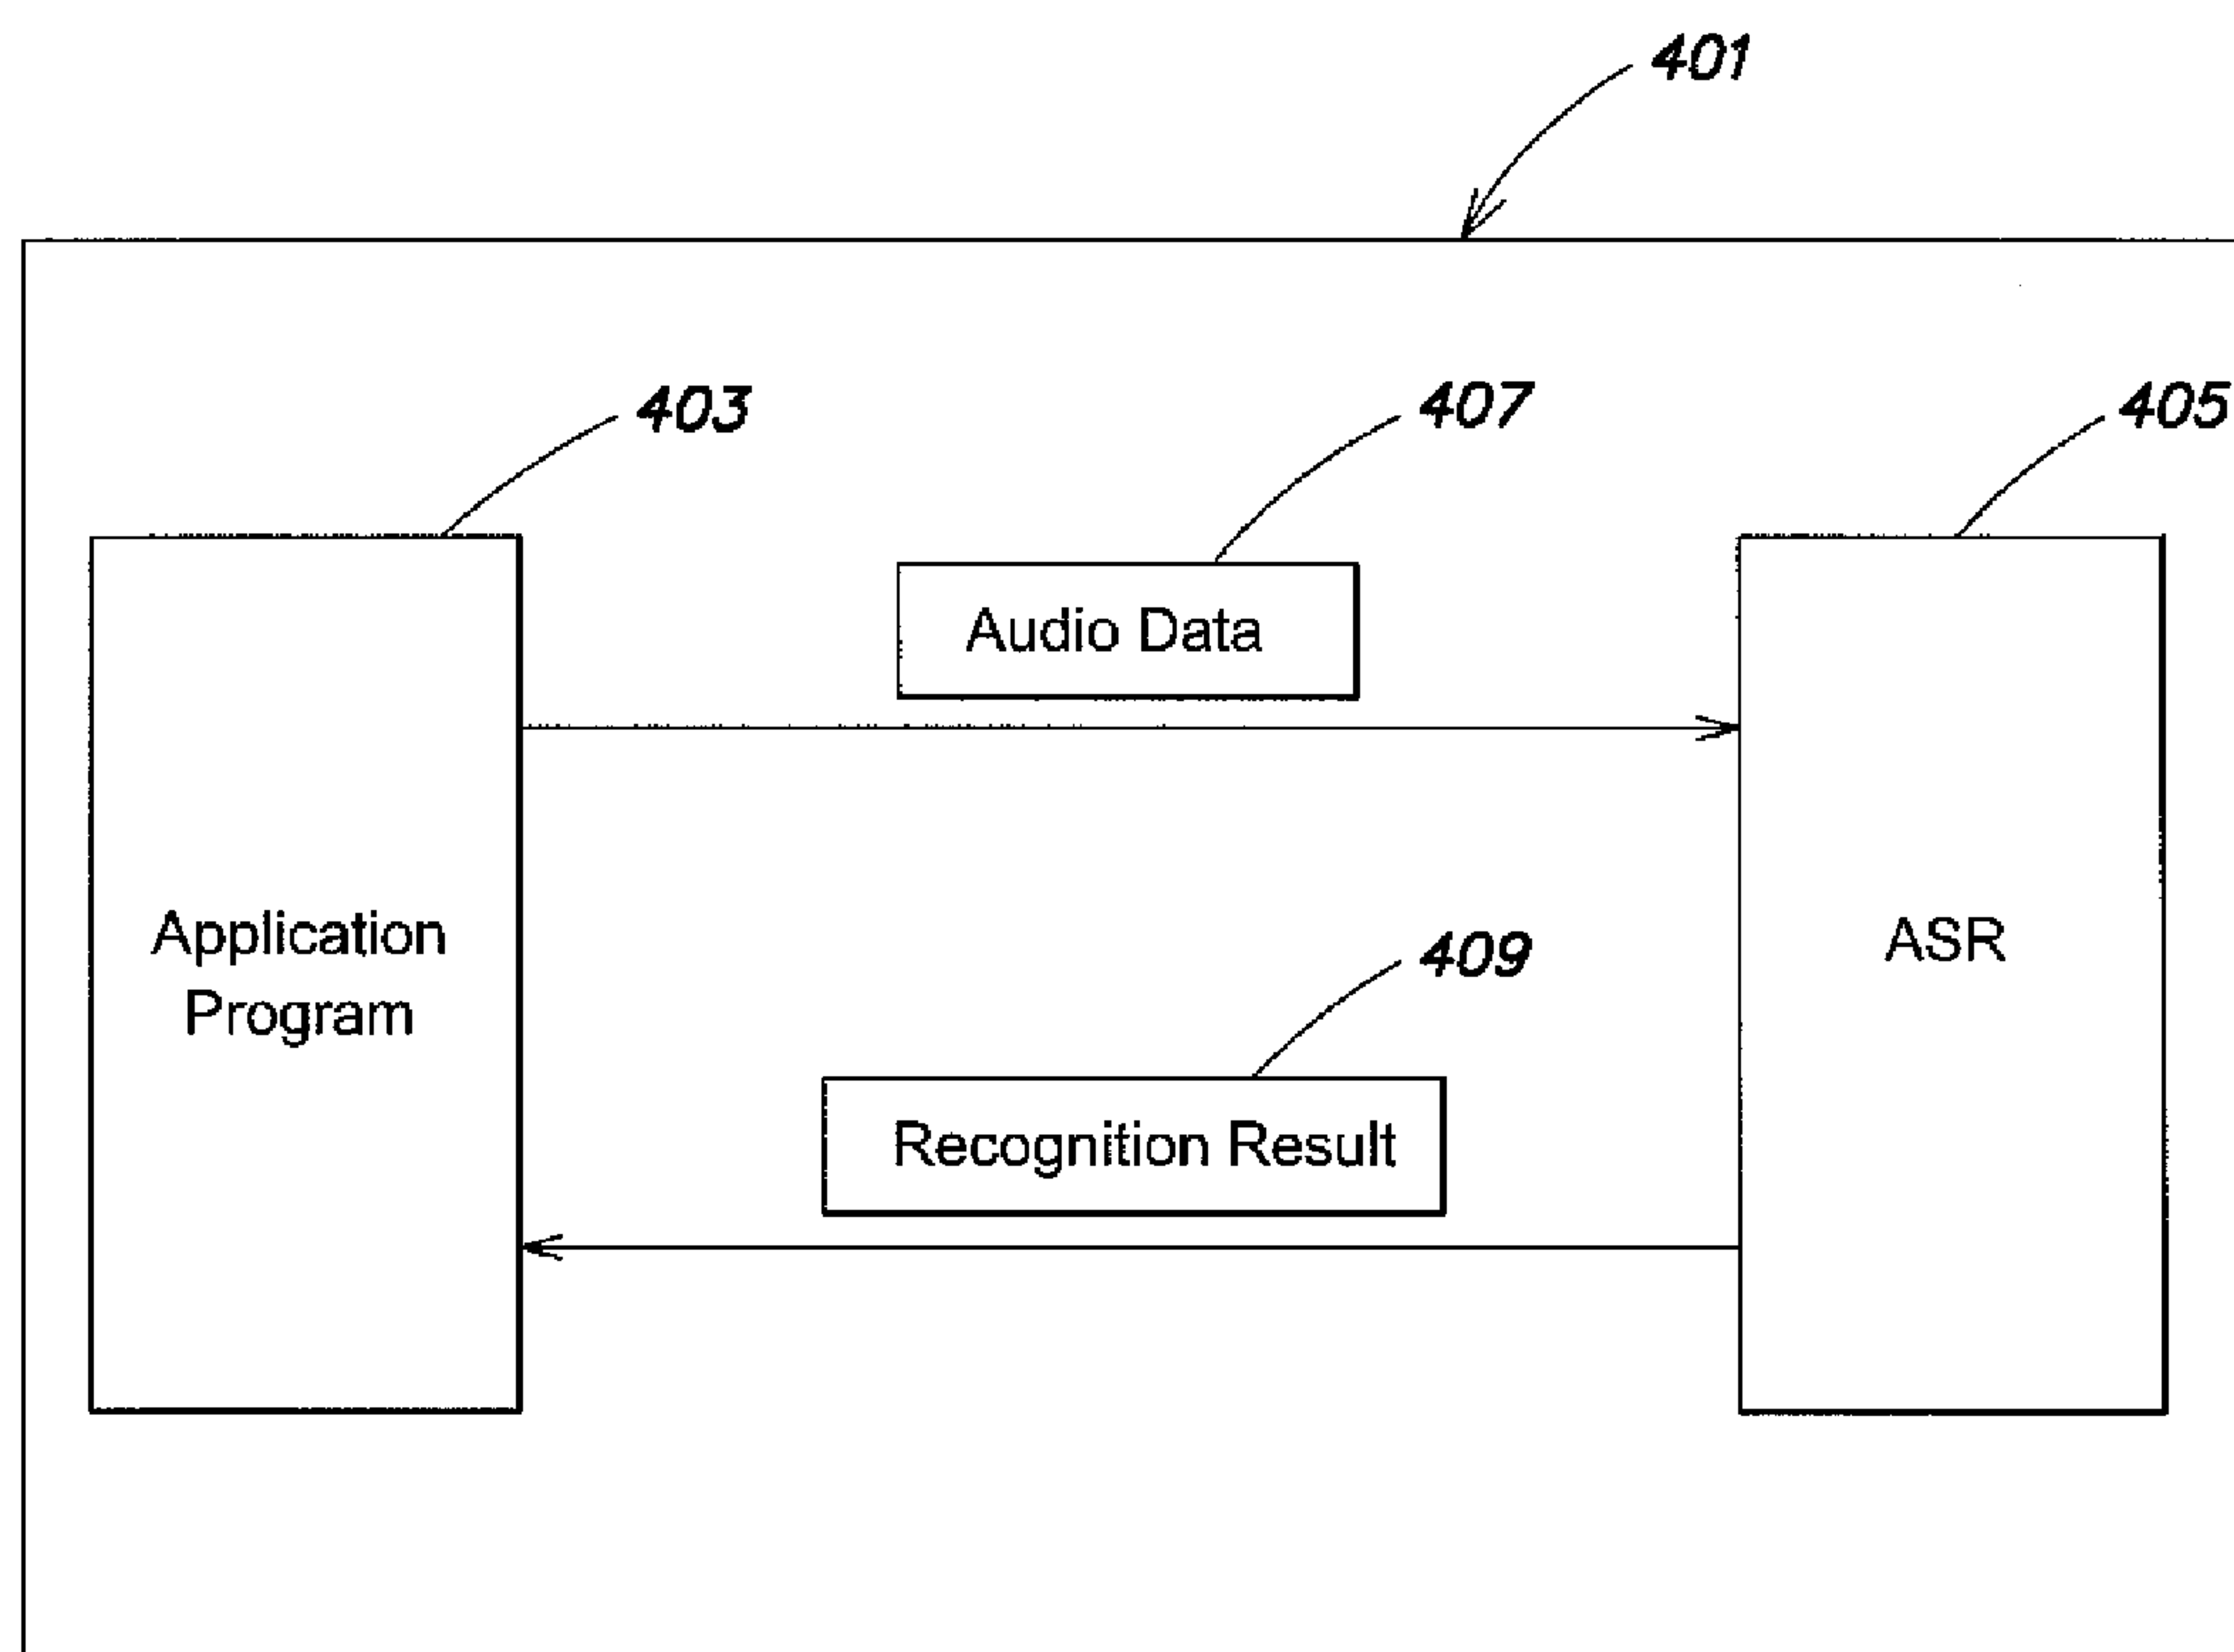 401
403
407
405
Audio Data
Application
Program
ASR
409
Recognition Result